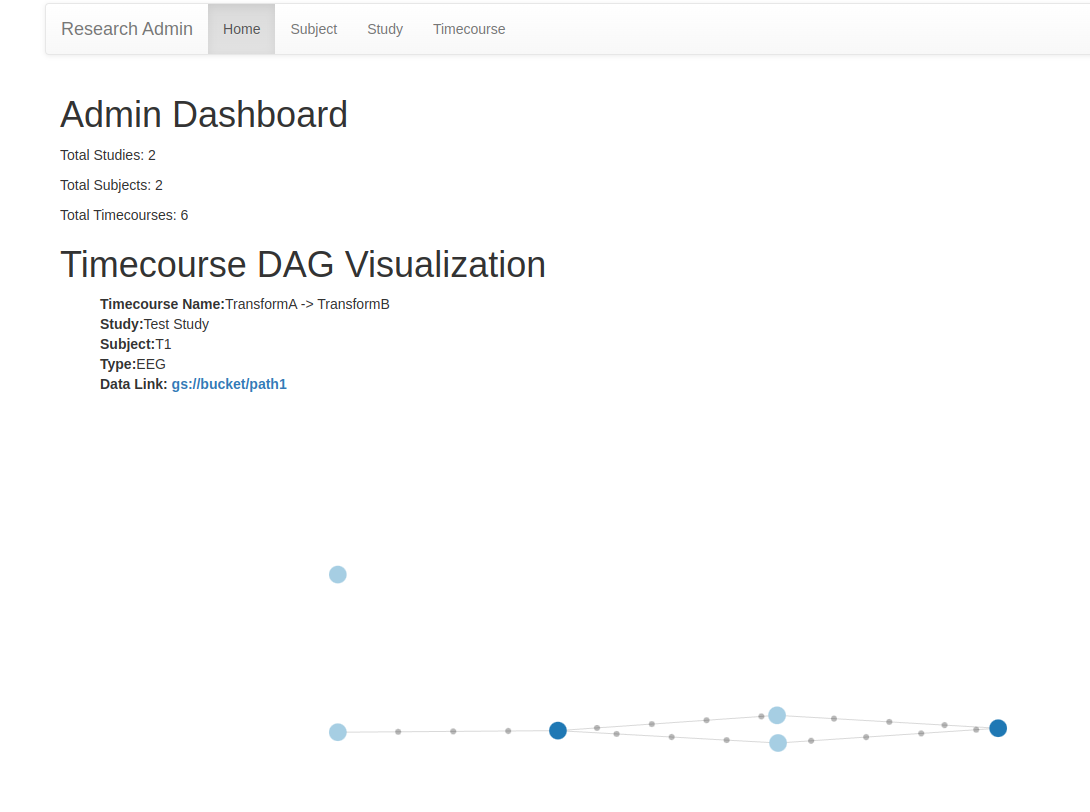 Research Admin Home Subject Study Timecourse
Admin Dashboard
Total Studies: 2
Total Subjects: 2
Total Timecourses: 6
Timecourse DAG Visualization
Timecourse Name:TransformA -> TransformB
Study:Test Study
Subject:T1
Type:EEG
Data Link: gs://bucket/path1